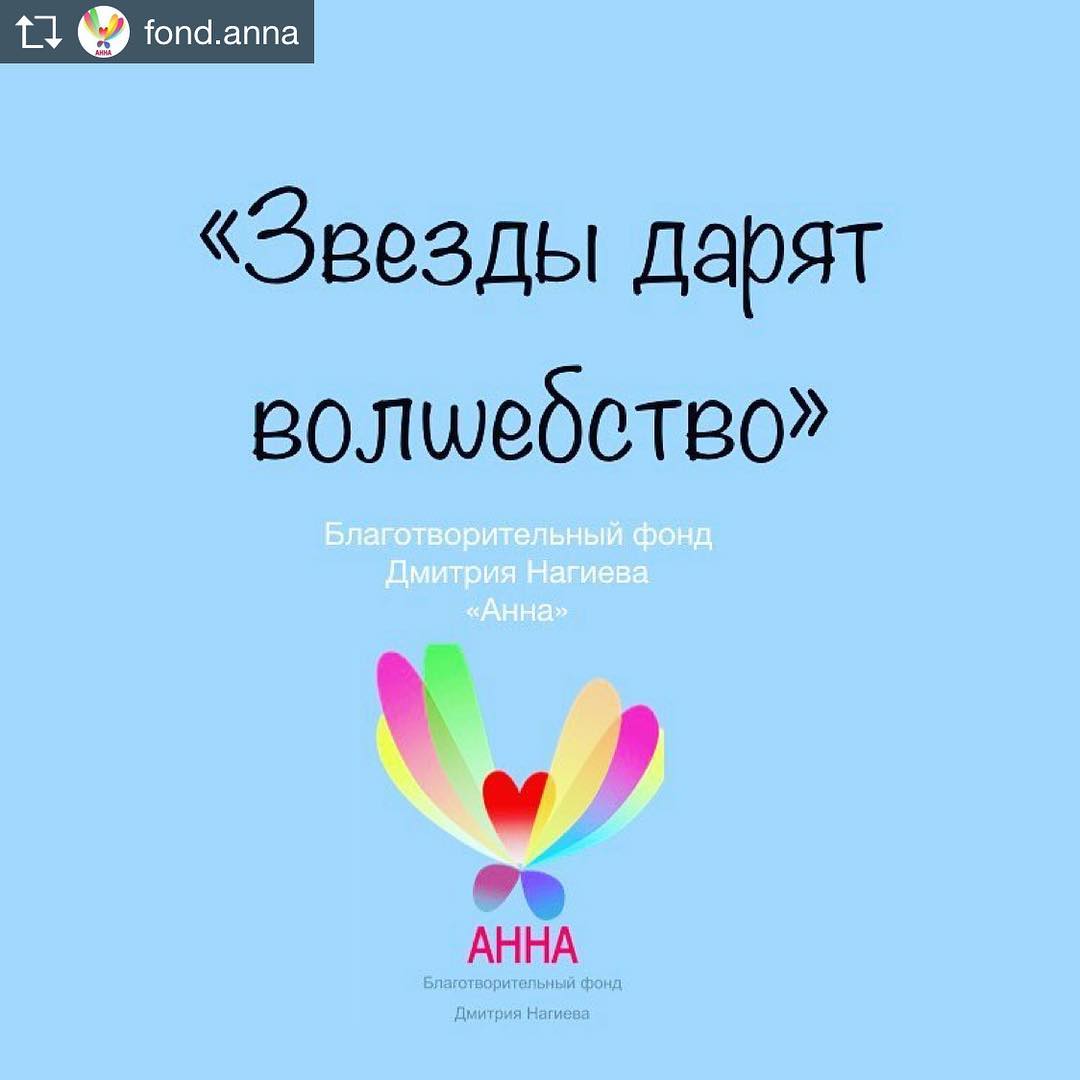 fond.anna
«Звезды дарят
волшебство»
Благотворительный фонд
Дмитрия Нагиева
«Анна»
АННА
Благотворительный фонд
Дмитрия Нагиева